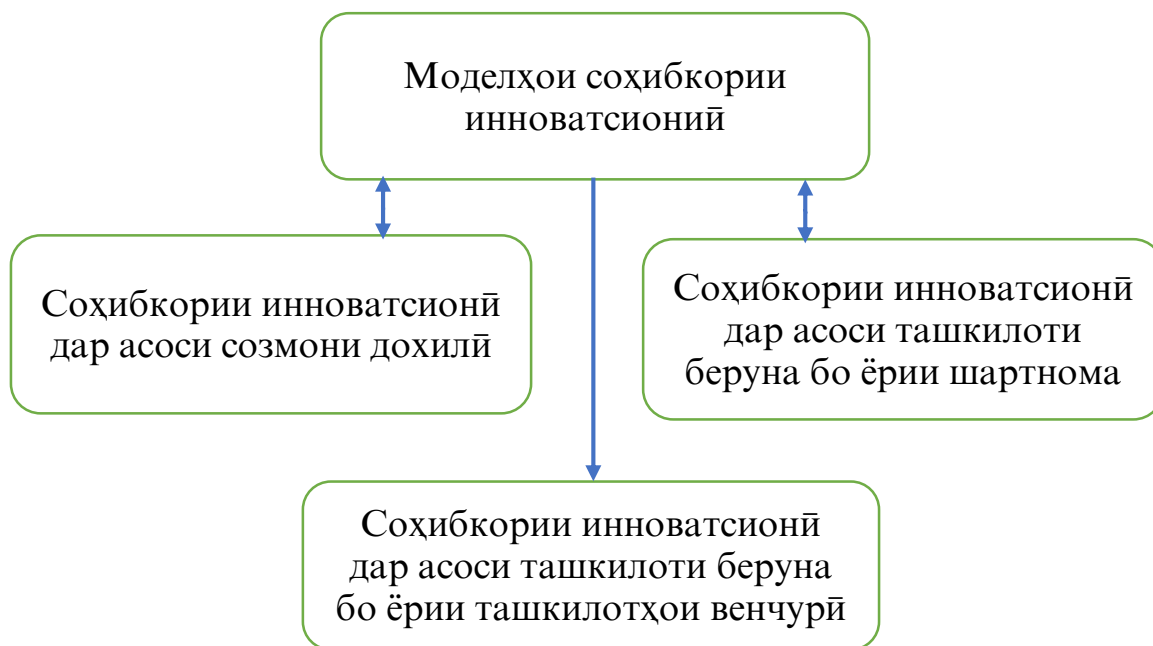 Моделҳои соҳибкории
инноватсионий̄
Соҳибкории инноватсионӣ
дар асоси созмони дохилӣ
Соҳибкории инноватсионӣ
дар асоси ташкилоти
беруна бо ёрии шартнома
Соҳибкории инноватсионӣ
дар асоси ташкилоти беруна
бо ёрии ташкилотҳои венчурӣ